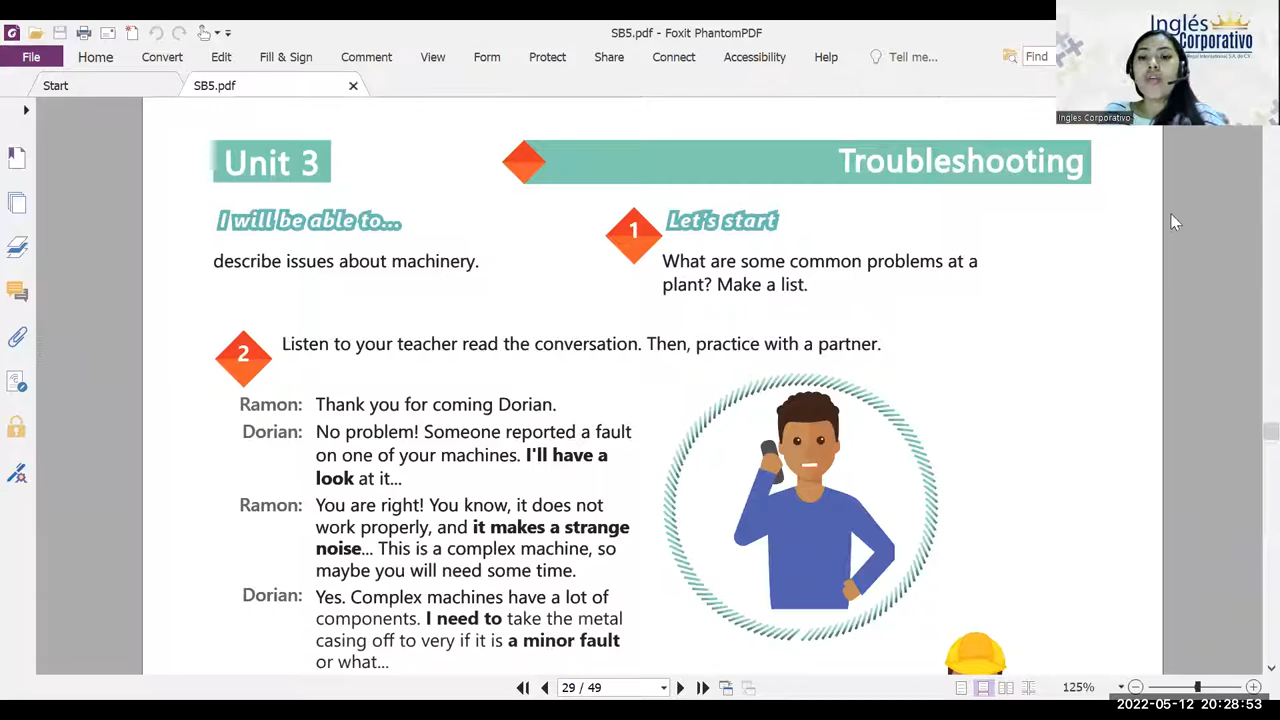 SB5.pdf - Foxit PhantomPDF
File Home Convert Edit Fill & Sign Comment View Form Protect Share Connect Accessibility Help Tell me... Find
Start SB5.pdf
Inglés
Corporativo
Ingles Corporativo
Unit 3 Troubleshooting
I will be able to...
describe issues about machinery.
1 Let's start
What are some common problems at a
plant? Make a list.
2 Listen to your teacher read the conversation. Then, practice with a partner.
Ramon: Thank you for coming Dorian.
Dorian: No problem! Someone reported a fault
on one of your machines. I'll have a
look at it...
Ramon: You are right! You know, it does not
work properly, and it makes a strange
noise... This is a complex machine, so
maybe you will need some time.
Dorian: Yes. Complex machines have a lot of
components. I need to take the metal
casing off to very if it is a minor fault
or what...
29 / 49
125%
2022-05-12 20:28:53